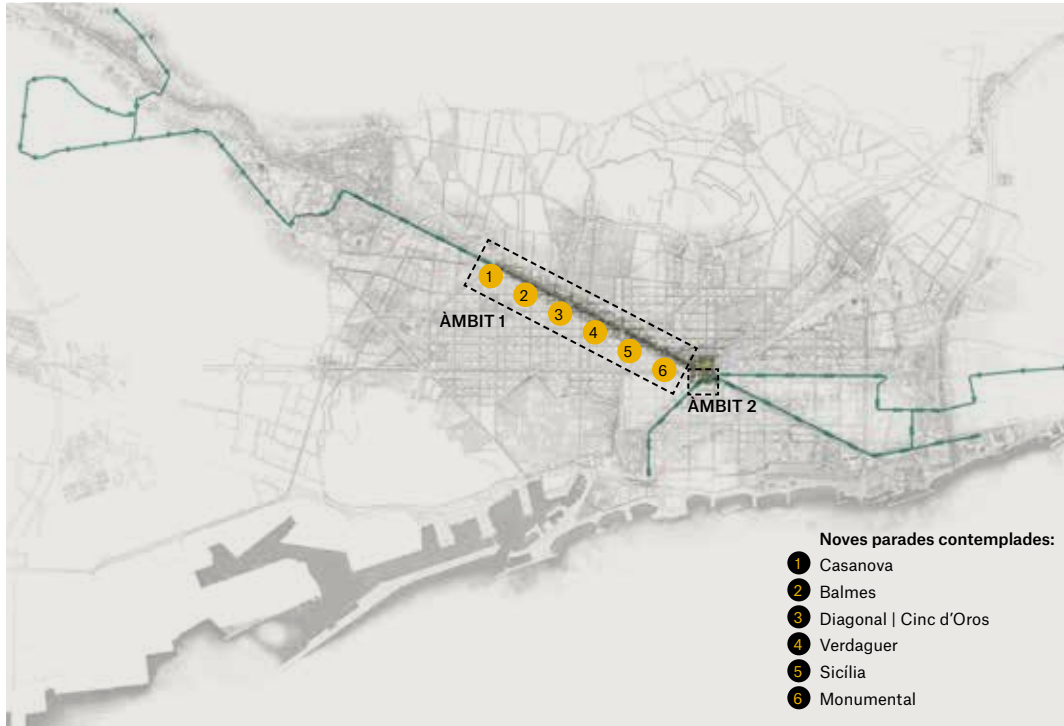 1
2
3
4
5
6
ÀMBIT 1
ÀMBIT 2
Noves parades contemplades:
1 Casanova
2 Balmes
3 Diagonal | Cinc d'Oros
4 Verdaguer
5 Sicília
6 Monumental